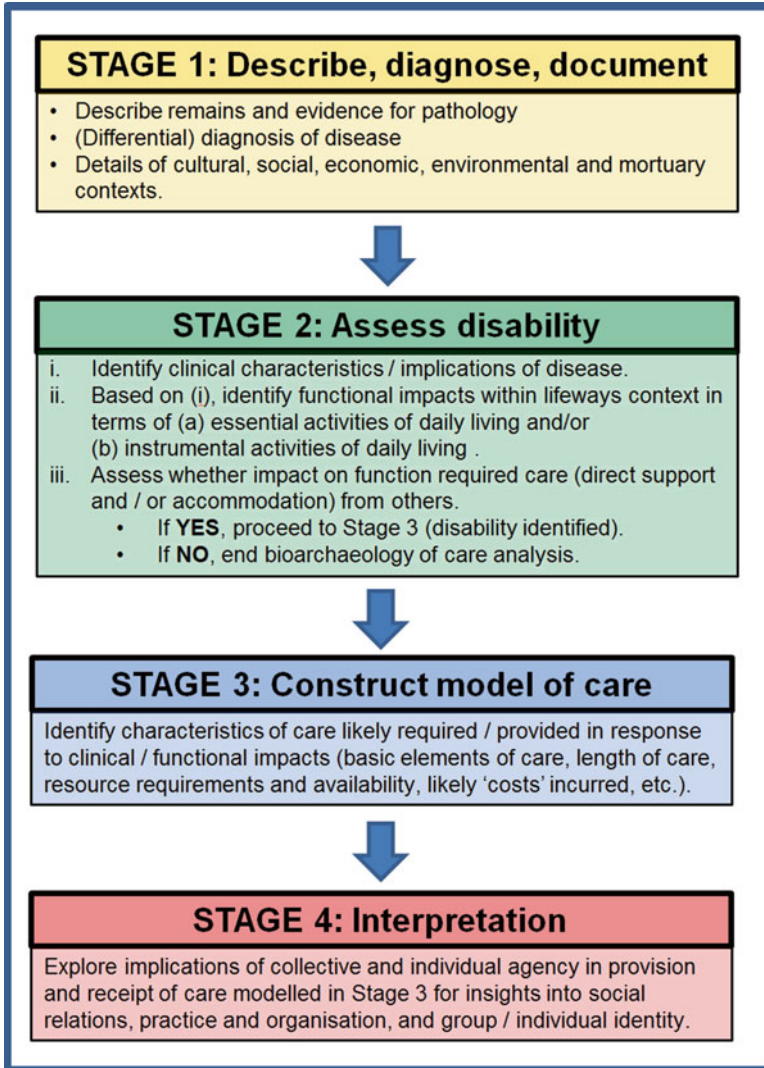 STAGE 1: Describe, diagnose, document
• Describe remains and evidence for pathology
• (Differential) diagnosis of disease
• Details of cultural, social, economic, environmental and mortuary
contexts.
STAGE 2: Assess disability
i. Identify clinical characteristics / implications of disease.
ii. Based on (i), identify functional impacts within lifeways context in
terms of (a) essential activities of daily living and/or
(b) instrumental activities of daily living .
iii. Assess whether impact on function required care (direct support
and / or accommodation) from others.
• If YES, proceed to Stage 3 (disability identified).
• If NO, end bioarchaeology of care analysis.
STAGE 3: Construct model of care
Identify characteristics of care likely required / provided in response
to clinical / functional impacts (basic elements of care, length of care,
resource requirements and availability, likely ‘costs’ incurred, etc.).
STAGE 4: Interpretation
Explore implications of collective and individual agency in provision
and receipt of care modelled in Stage 3 for insights into social
relations, practice and organisation, and group / individual identity.